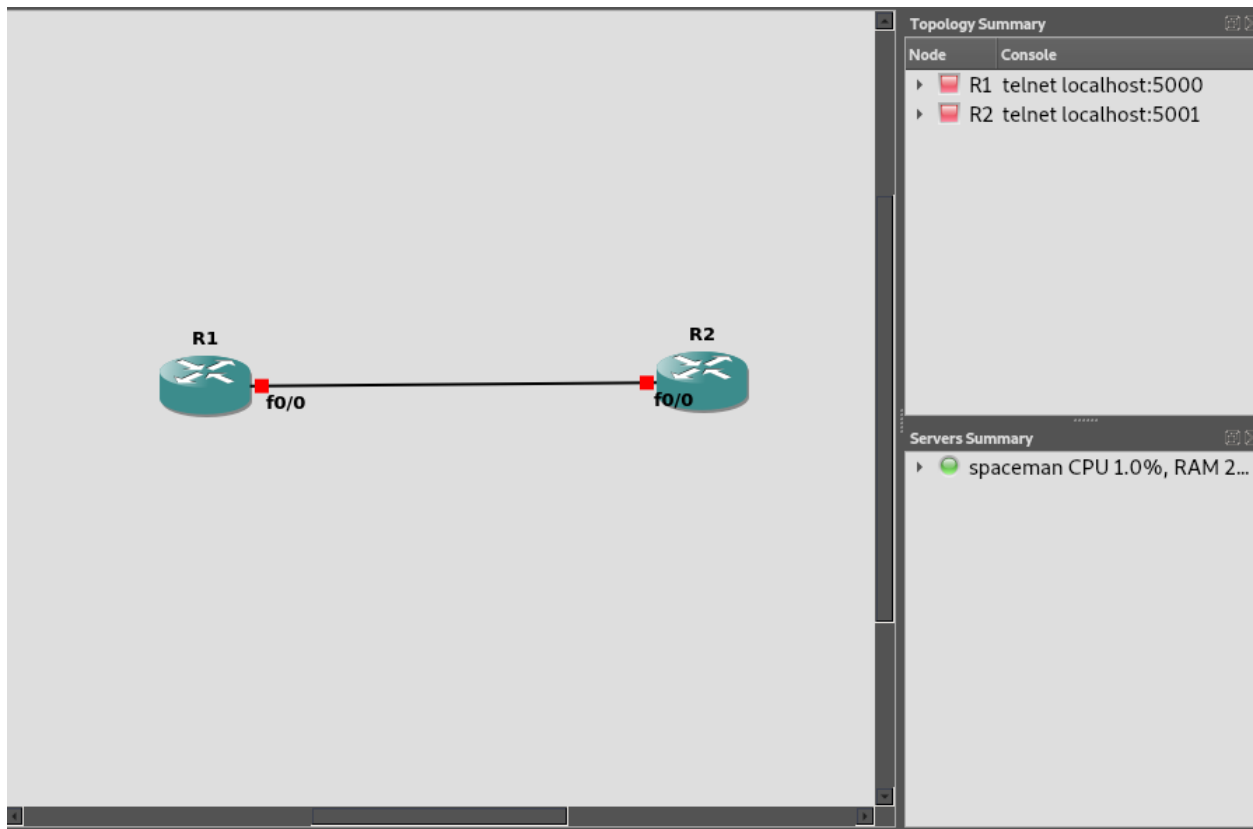 R1
f0/0
R2
f0/0
Topology Summary
Node Console
R1 telnet localhost:5000
R2 telnet localhost:5001
Servers Summary
spaceman CPU 1.0%, RAM 2...